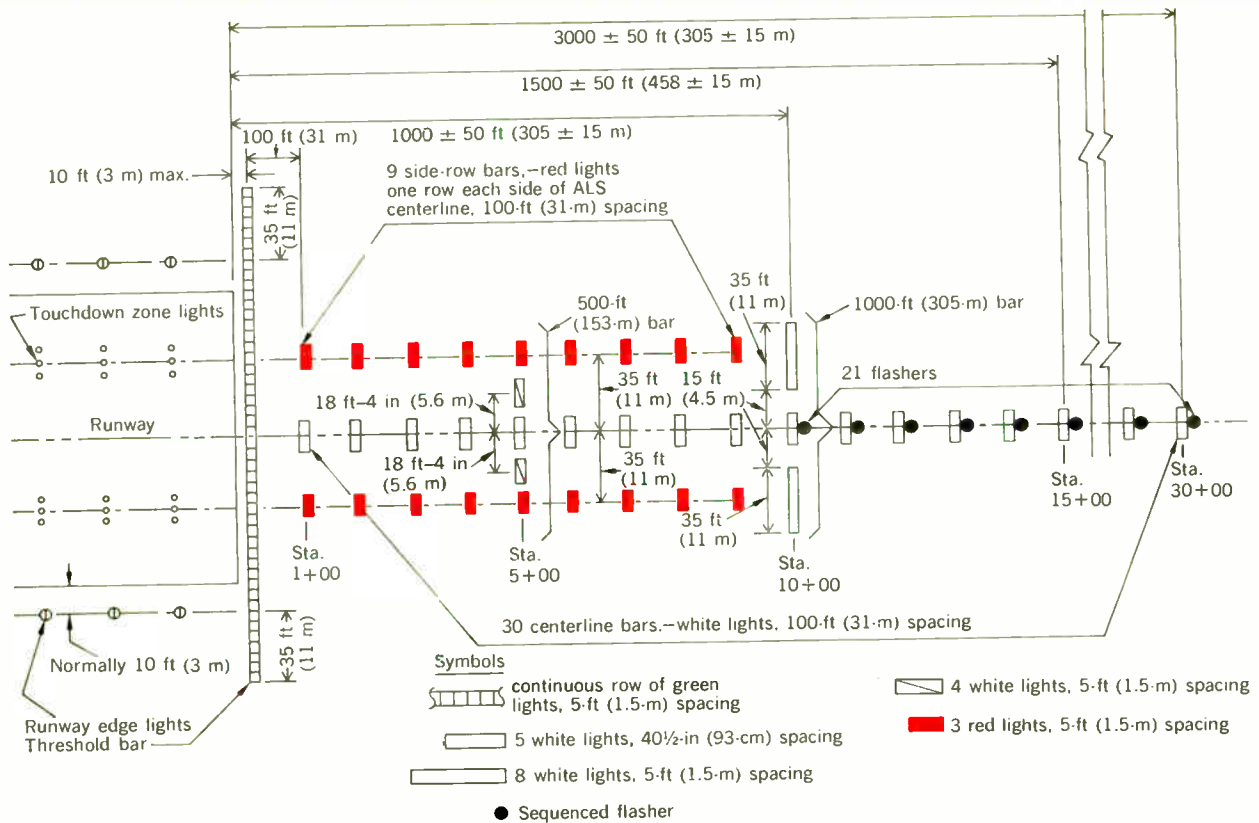 3000 ± 50 ft (305 ± 15 m)
1500 ± 50 ft (458 ± 15 m)
100 ft (31 m)
1000 ± 50 ft (305 ± 15 m)
10 ft (3 m) max.
9 side-row bars,—red lights
one row each side of ALS
centerline, 100-ft (31-m) spacing
35 ft
(11 m)
Touchdown zone lights
500-ft
(153-m) bar
35 ft
(11 m)
1000-ft (305-m) bar
21 flashers
18 ft–4 in (5.6 m)
35 ft
(11 m)
15 ft
(4.5 m)
Runway
18 ft–4 in
(5.6 m)
35 ft
(11 m)
35 ft
(11 m)
Sta.
15+00
Sta.
30+00
Sta.
1+00
Sta.
5+00
Sta.
10+00
30 centerline bars,—white lights, 100-ft (31-m) spacing
35 ft
(11 m)
Normally 10 ft (3 m)
Runway edge lights
Threshold bar
Symbols
continuous row of green
lights, 5-ft (1.5-m) spacing
4 white lights, 5-ft (1.5-m) spacing
3 red lights, 5-ft (1.5-m) spacing
5 white lights, 40½-in (93-cm) spacing
8 white lights, 5-ft (1.5-m) spacing
Sequenced flasher